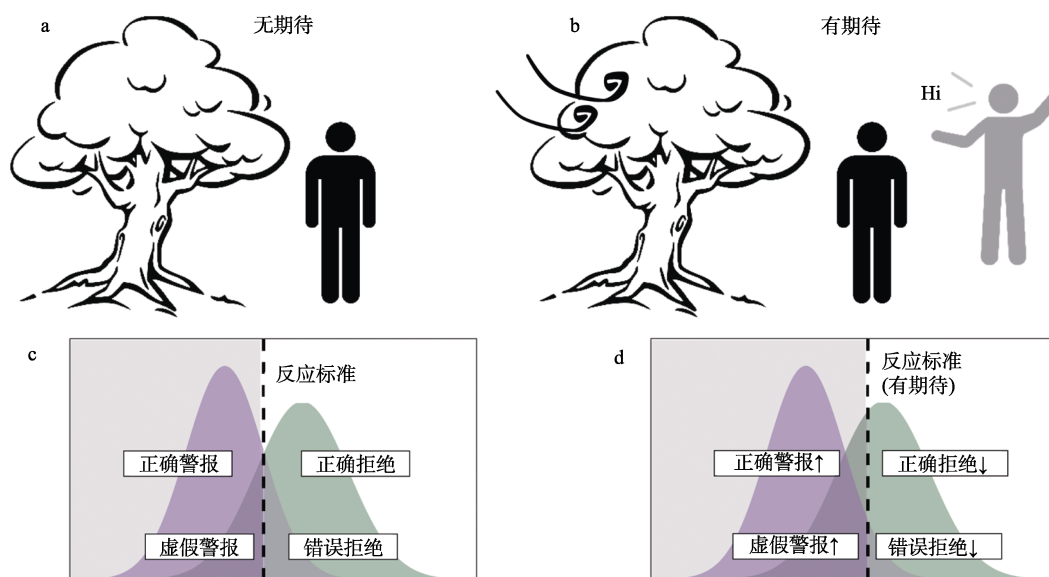 a
无期待
b
有期待
Hi
c
反应标准
正确警报
正确拒绝
虚假警报
错误拒绝
d
反应标准
(有期待)
正确警报↑
正确拒绝↓
虚假警报↑
错误拒绝↓